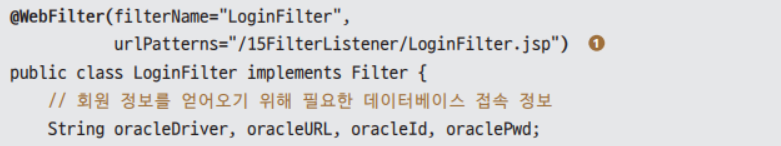 @WebFilter(filterName="LoginFilter",
urlPatterns="/15FilterListener/LoginFilter.jsp") ❶
public class LoginFilter implements Filter {
// 회원 정보를 얻어오기 위해 필요한 데이터베이스 접속 정보
String oracleDriver, oracleURL, oracleId, oraclePwd;